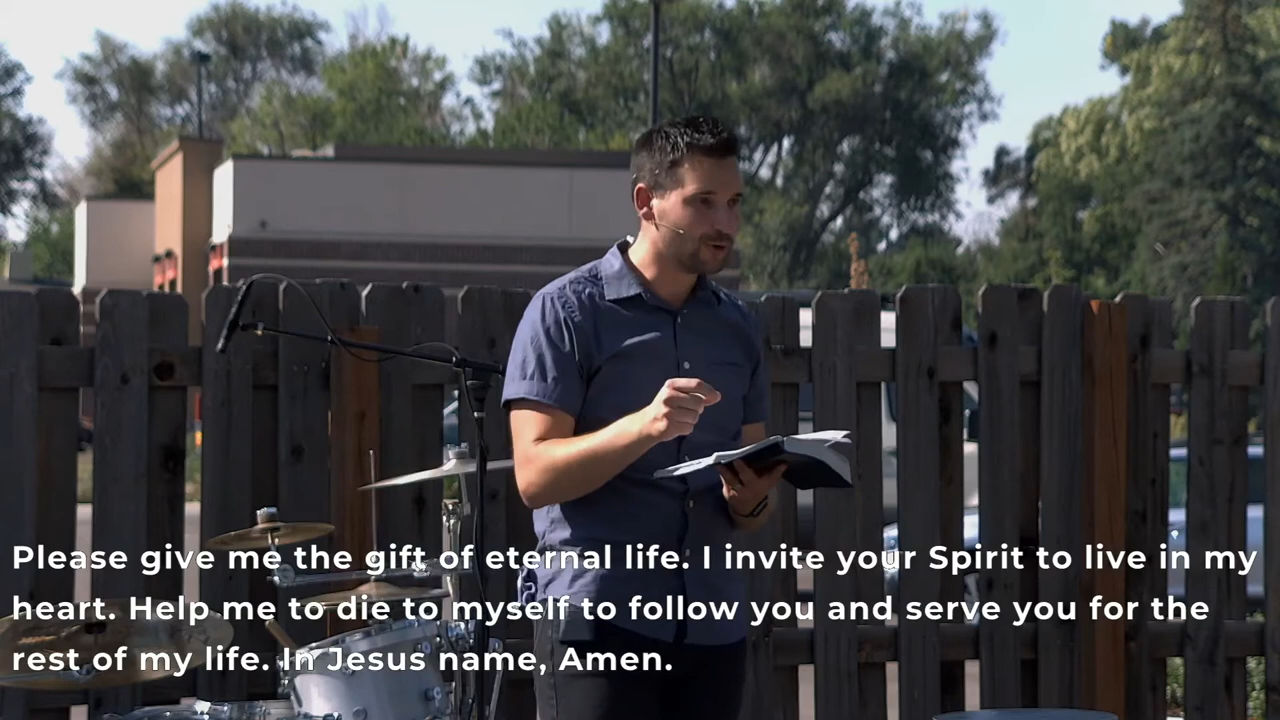 Please give me the gift of eternal life. I invite your Spirit to live in my
heart. Help me to die to myself to follow you and serve you for the
rest of my life. In Jesus name, Amen.